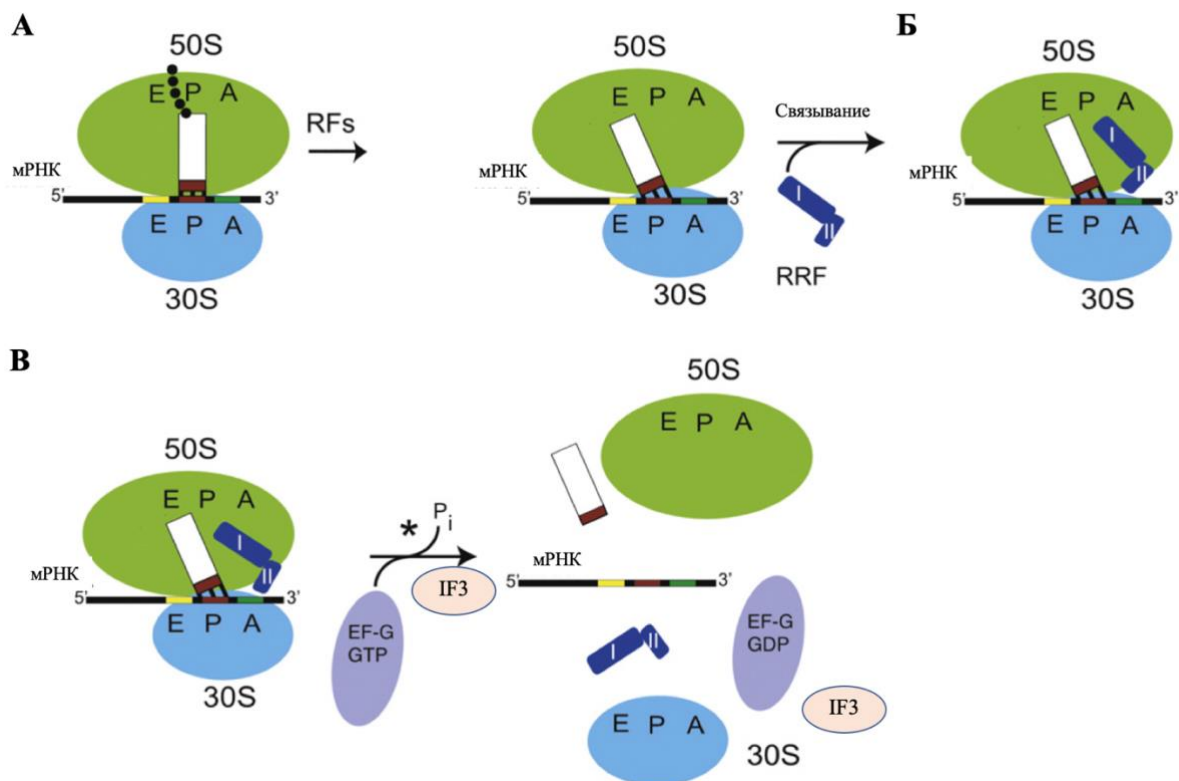 А
Б
50S
50S
50S
E P A
E P A
E P A
RFs
Связывание
I
II
мРНК
мРНК
мРНК
5' 3'
5' 3'
5' 3'
I
II
E P A
E P A
E P A
RRF
30S
30S
30S
В
50S
E P A
50S
E P A
I
II
* Pi
мРНК
5' 3'
IF3
5' мРНК 3'
E P A
EF-G
GTP
I II
EF-G
GDP
30S
IF3
E P A
30S